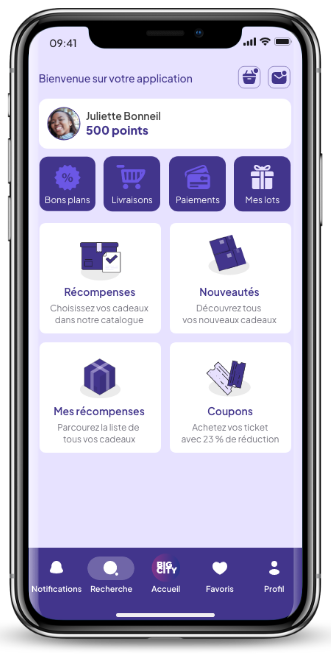 09:41
Bienvenue sur votre application
Juliette Bonneil
500 points
%
Bons plans
Livraisons
Paiements
Mes lots
Récompenses
Choisissez vos cadeaux
dans notre catalogue
Nouveautés
Découvrez tous
vos nouveaux cadeaux
Mes récompenses
Parcourez la liste de
tous vos cadeaux
Coupons
Achetez vos ticket
avec 23 % de réduction
BIG
CITY
Notifications
Recherche
Accueil
Favoris
Profil